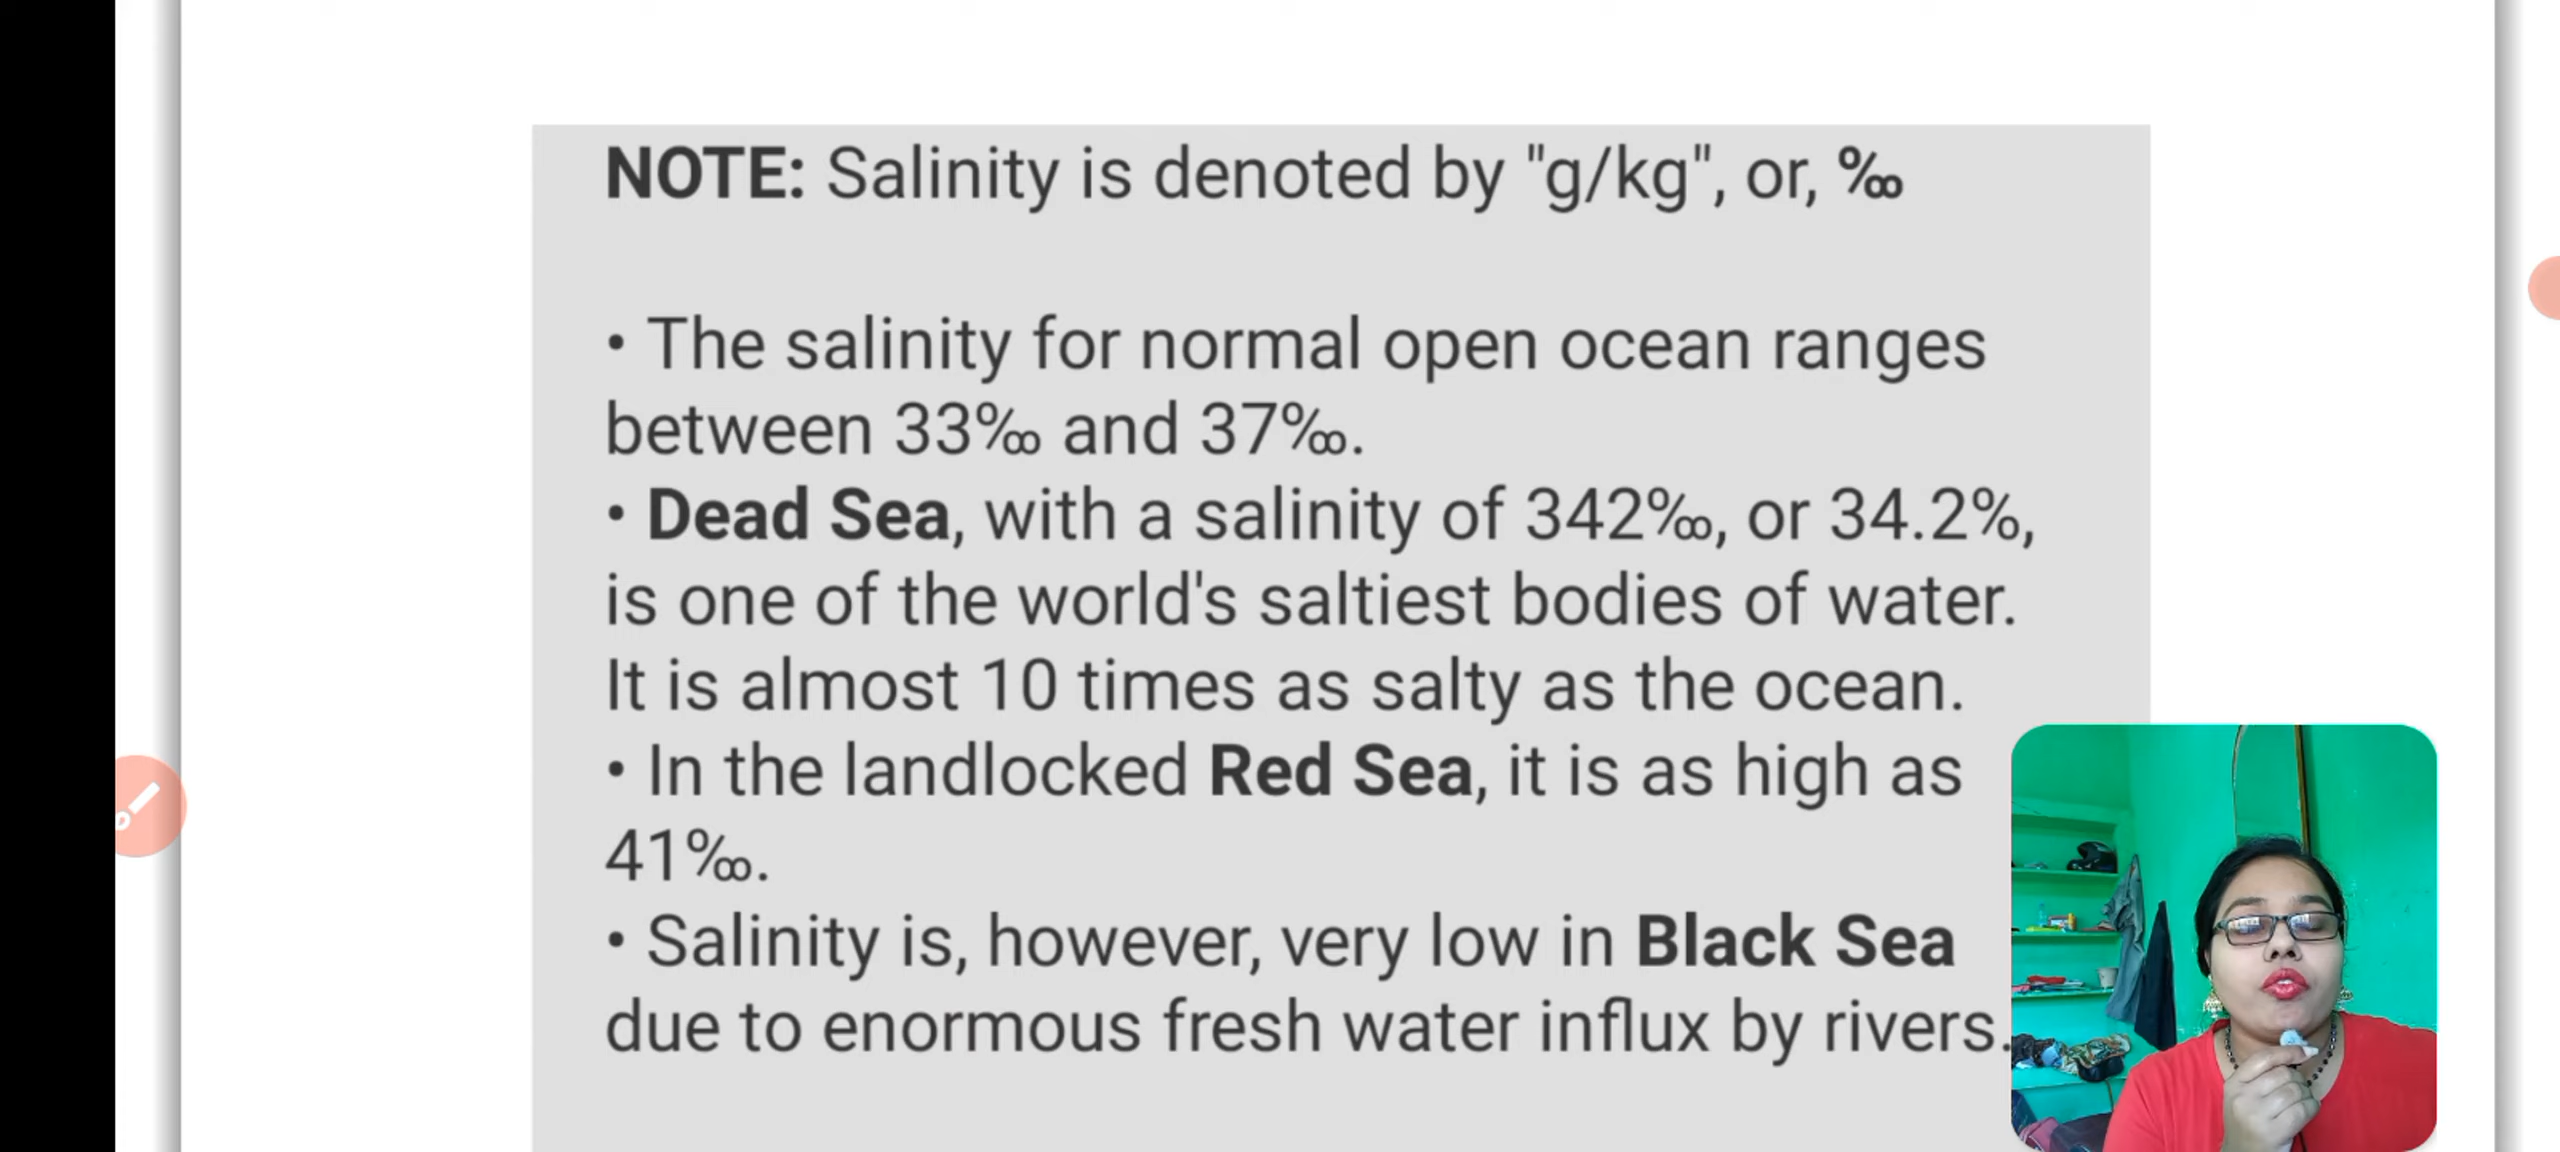 NOTE: Salinity is denoted by "g/kg", or, ‰
• The salinity for normal open ocean ranges
between 33‰ and 37‰.
• Dead Sea, with a salinity of 342‰, or 34.2%,
is one of the world's saltiest bodies of water.
It is almost 10 times as salty as the ocean.
• In the landlocked Red Sea, it is as high as
41‰.
• Salinity is, however, very low in Black Sea
due to enormous fresh water influx by rivers.